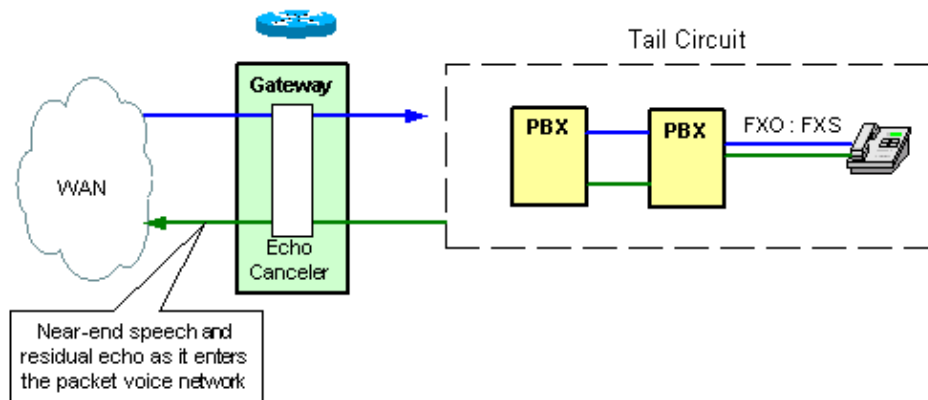 Tail Circuit
Gateway
PBX
PBX
FXO : FXS
WAN
Echo
Canceler
Near-end speech and
residual echo as it enters
the packet voice network